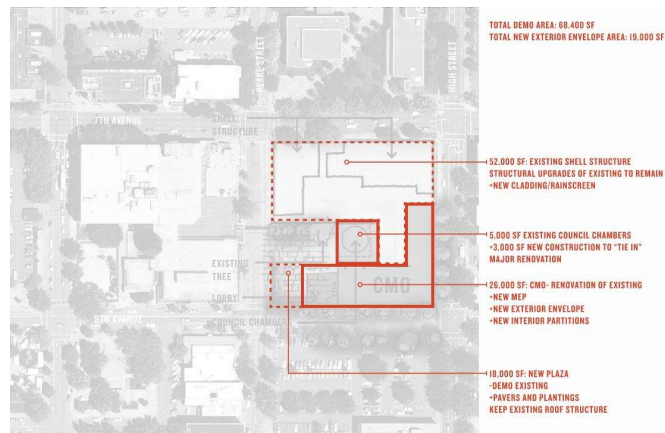 TOTAL DEMO AREA: 68,400 SF
TOTAL NEW EXTERIOR ENVELOPE AREA: 19,000 SF
PEARL STREET
HIGH STREET
7TH AVENUE
SHELL
STRUCTURE
52,000 SF: EXISTING SHELL STRUCTURE
STRUCTURAL UPGRADES OF EXISTING TO REMAIN
+NEW CLADDING/RAINSCREEN
5,000 SF EXISTING COUNCIL CHAMBERS
+3,000 SF NEW CONSTRUCTION TO "TIE IN"
MAJOR RENOVATION
EXISTING
TREE
LOBBY
CMO
26,000 SF: CMO- RENOVATION OF EXISTING
+NEW MEP
+NEW EXTERIOR ENVELOPE
+NEW INTERIOR PARTITIONS
8TH AVENUE
COUNCIL CHAMBER
18,000 SF: NEW PLAZA
-DEMO EXISTING
+PAVERS AND PLANTINGS
KEEP EXISTING ROOF STRUCTURE